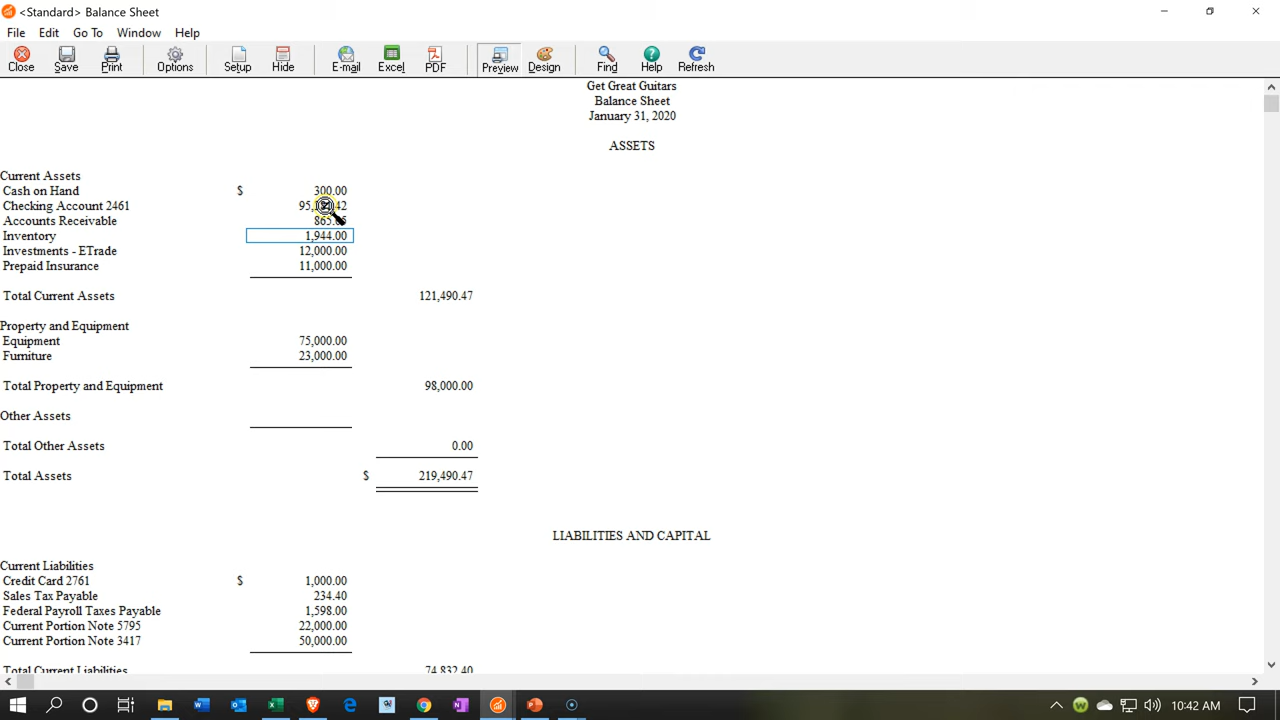 <Standard> Balance Sheet
File Edit Go To Window Help
Close Save Print Options Setup Hide E-mail Excel PDF Preview Design Find Help Refresh
Get Great Guitars
Balance Sheet
January 31, 2020
ASSETS
Current Assets
Cash on Hand $ 300.00
Checking Account 2461
Accounts Receivable
Inventory 1,944.00
Investments - ETrade 12,000.00
Prepaid Insurance 11,000.00
Total Current Assets 121,490.47
Property and Equipment
Equipment 75,000.00
Furniture 23,000.00
Total Property and Equipment 98,000.00
Other Assets
Total Other Assets 0.00
Total Assets $ 219,490.47
LIABILITIES AND CAPITAL
Current Liabilities
Credit Card 2761 $ 1,000.00
Sales Tax Payable 234.40
Federal Payroll Taxes Payable 1,598.00
Current Portion Note 5795 22,000.00
Current Portion Note 3417 50,000.00
Total Current Liabilities 74,832.40
10:42 AM